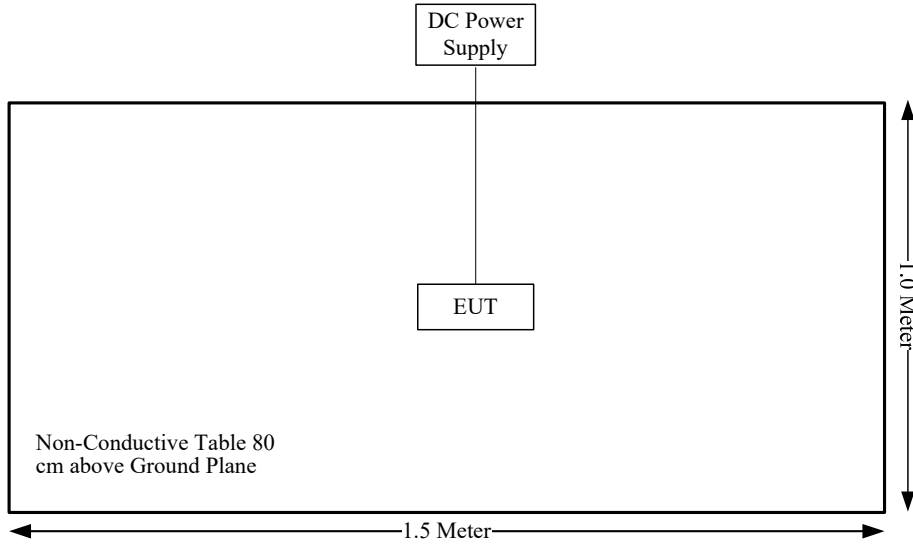 DC Power
Supply
EUT
1.0 Meter
Non-Conductive Table 80
cm above Ground Plane
1.5 Meter